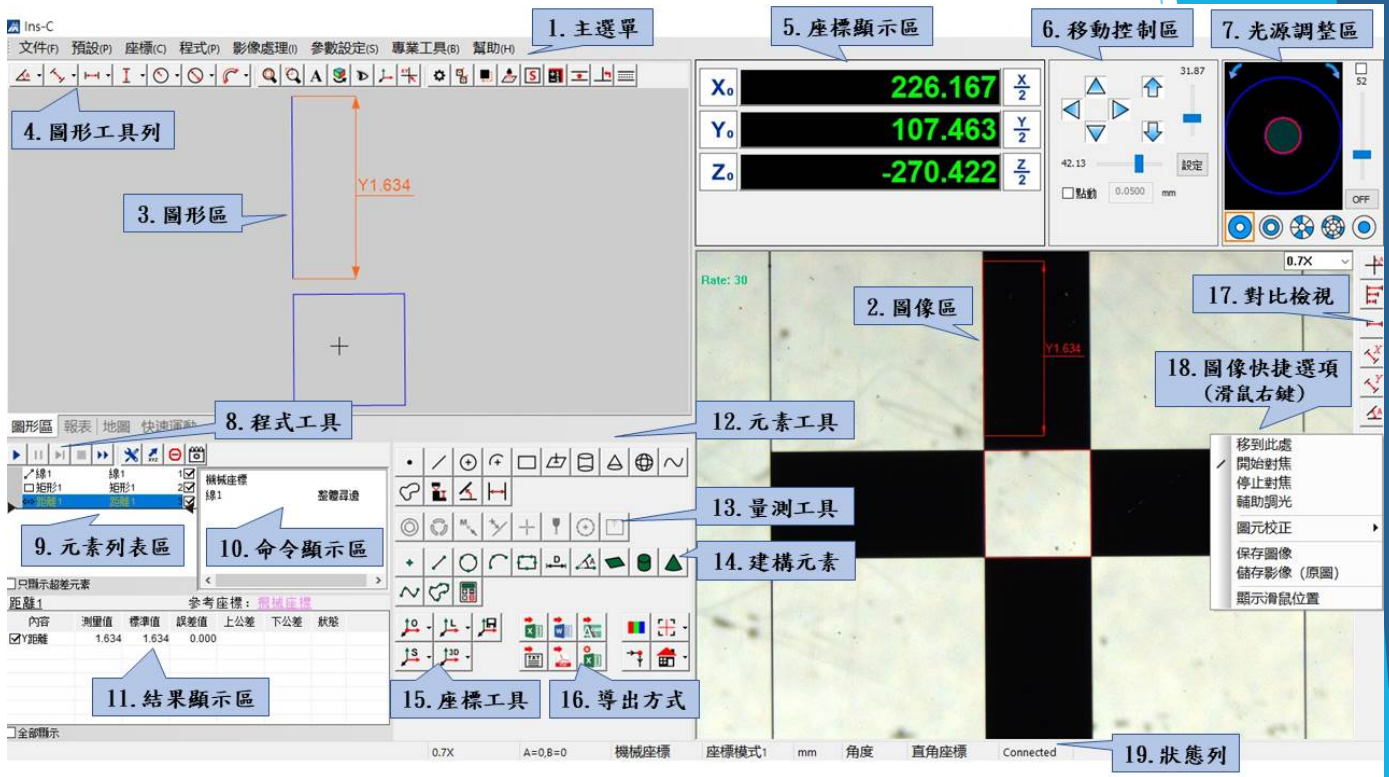 Ins-C
文件(F) 預設(P) 座標(C) 程式(P) 影像處理(I) 參數設定(S) 專業工具(B) 幫助(H)
1. 主選單
5. 座標顯示區
6. 移動控制區
7. 光源調整區
4. 圖形工具列
A
S
X₀ 226.167 X/2
Y₀ 107.463 Y/2
Z₀ -270.422 Z/2
31.87
42.13 設定
點動 0.0500 mm
52
OFF
Y1.634
3. 圖形區
Rate: 30
0.7X
2. 圖像區
Y1.634
17. 對比檢視
18. 圖像快捷選項
(滑鼠右鍵)
移到此處
開始對焦
停止對焦
輔助調光
圖元校正
保存圖像
儲存影像 (原圖)
顯示滑鼠位置
圖形區 報表 地圖 快速運動
8. 程式工具
12. 元素工具
線1 線1 1
矩形1 矩形1 2
距離1 距離1 3
機械座標
線1 整體尋邊
9. 元素列表區
10. 命令顯示區
13. 量測工具
14. 建構元素
只顯示超差元素
距離1 參考座標: 機械座標
內容 測量值 標準值 誤差值 上公差 下公差 狀態
Y距離 1.634 1.634 0.000
11. 結果顯示區
15. 座標工具
16. 導出方式
全部顯示
0.7X A=0,B=0 機械座標 座標模式1 mm 角度 直角座標 Connected
19. 狀態列